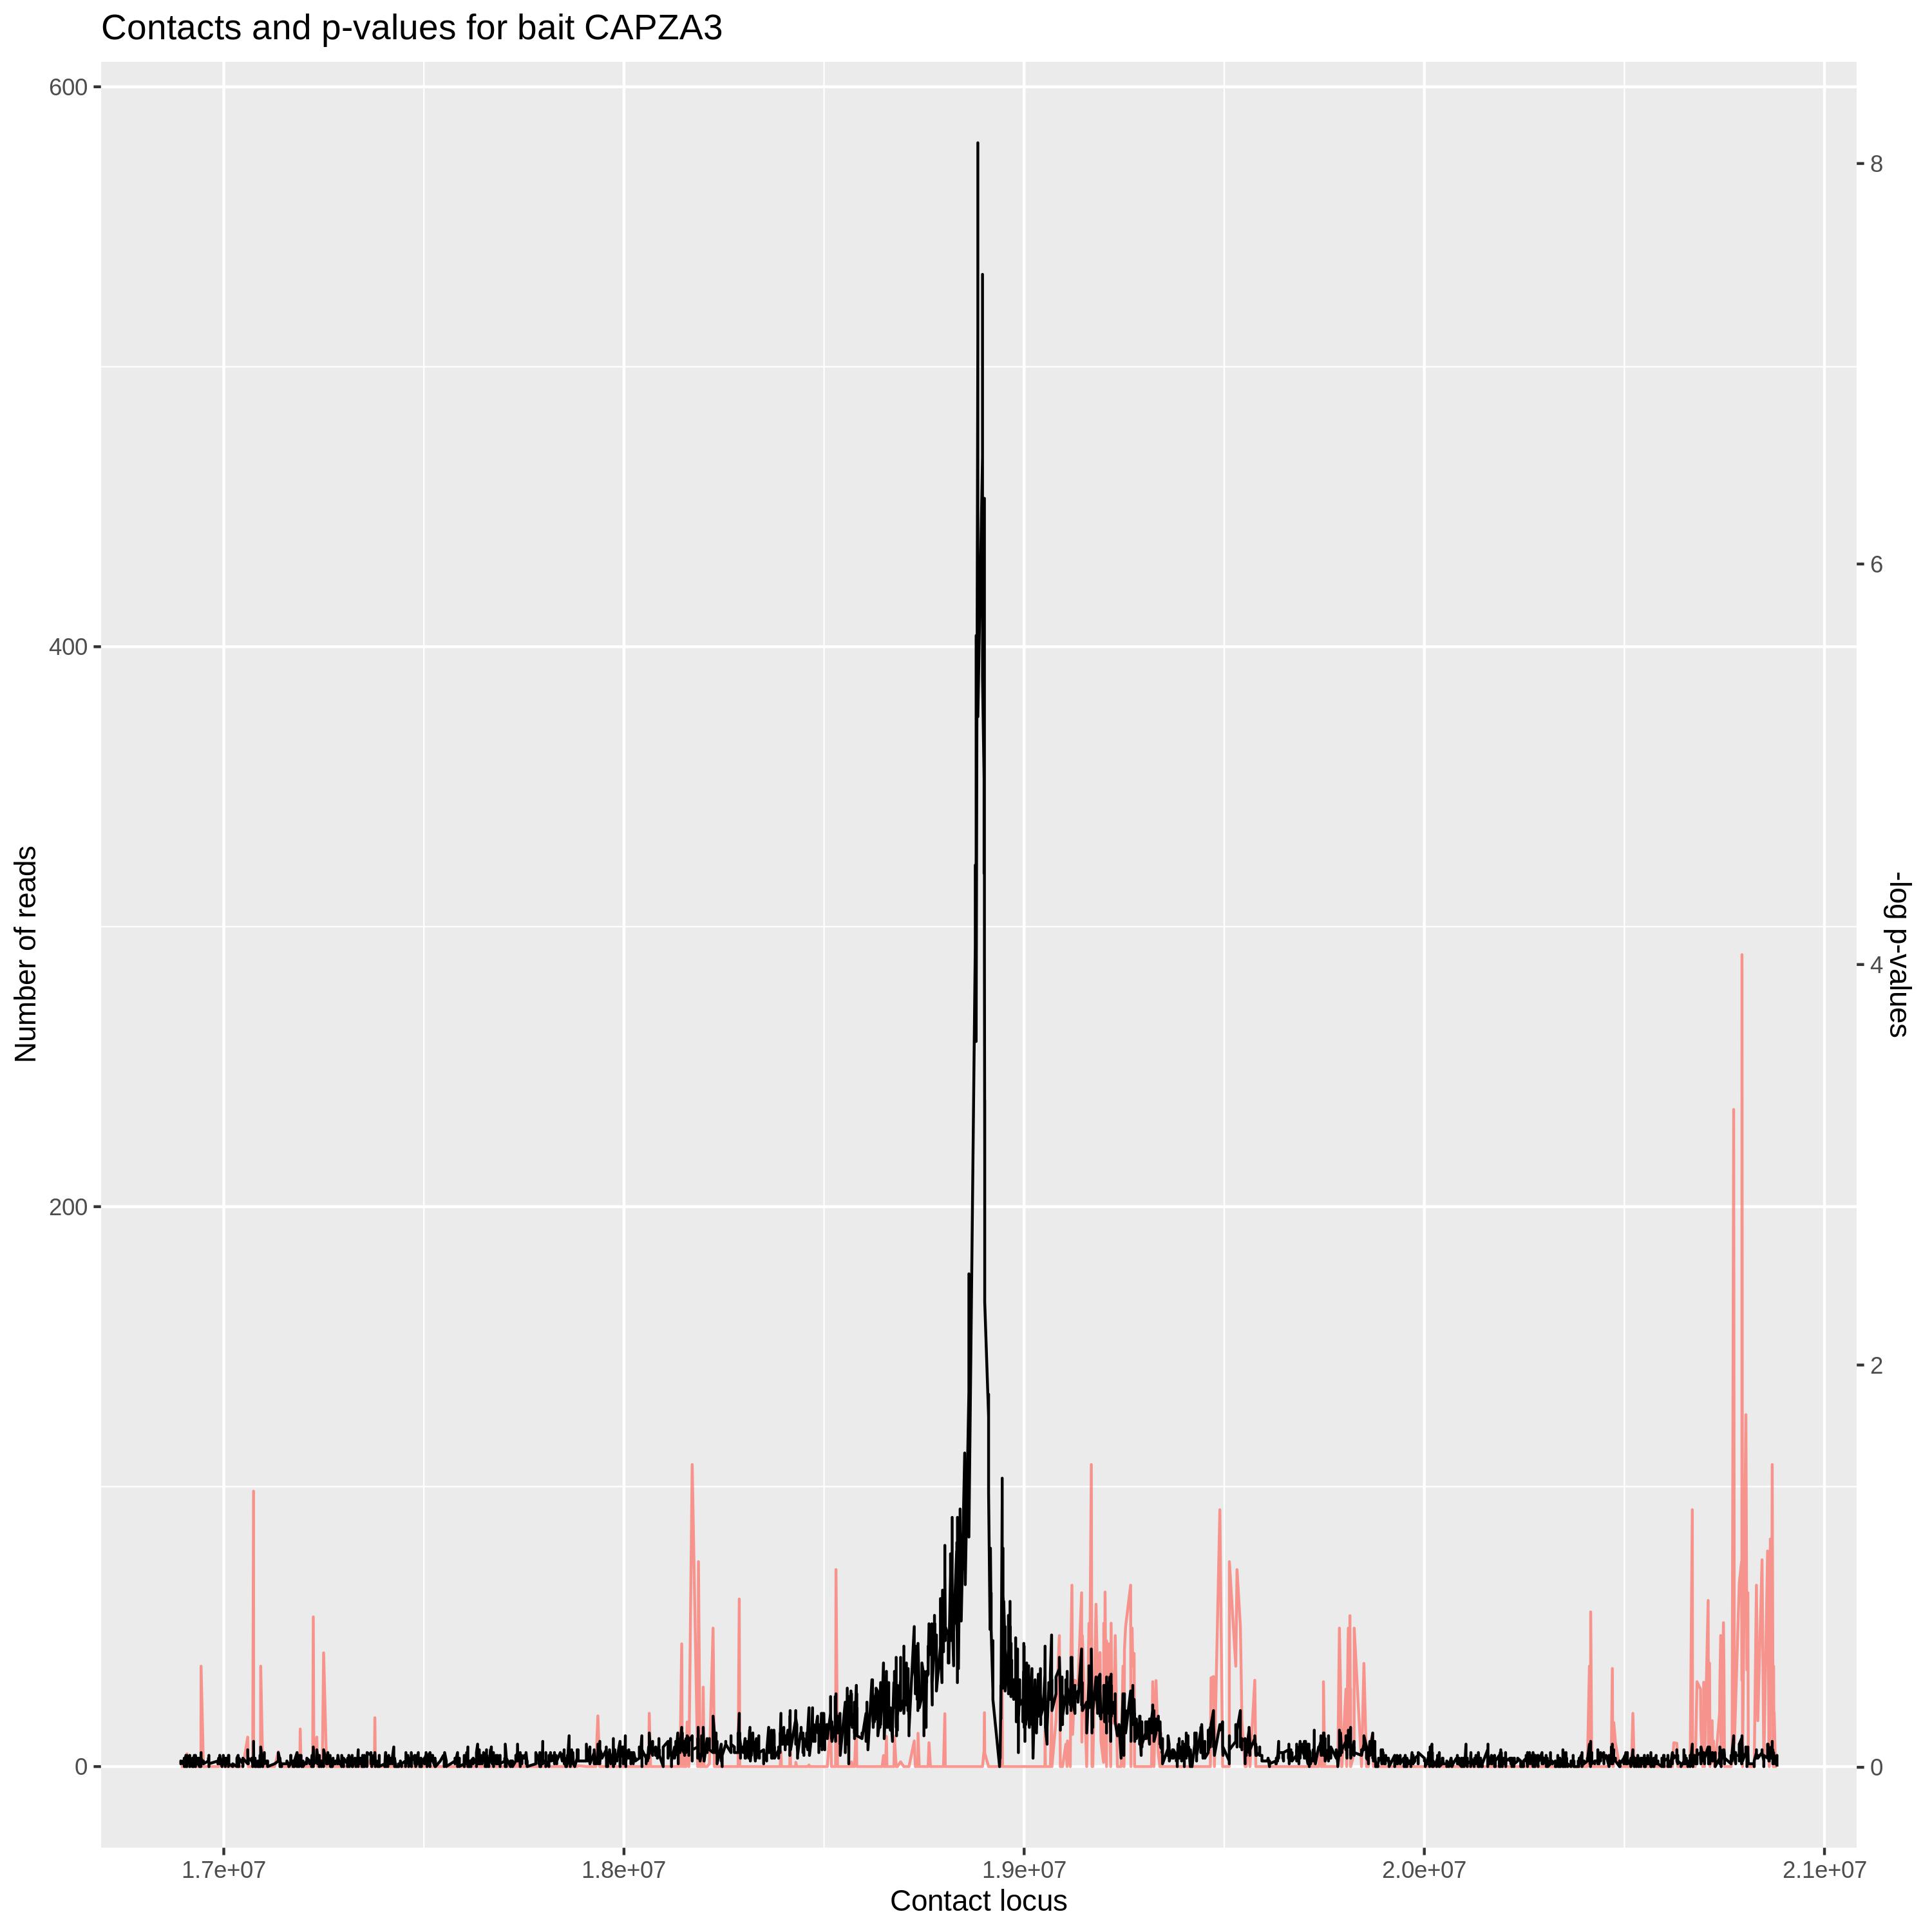 Contacts and p-values for bait CAPZA3
600
400
200
0
Number of reads
8
6
4
2
0
-log p-values
1.7e+07
1.8e+07
1.9e+07
2.0e+07
2.1e+07
Contact locus